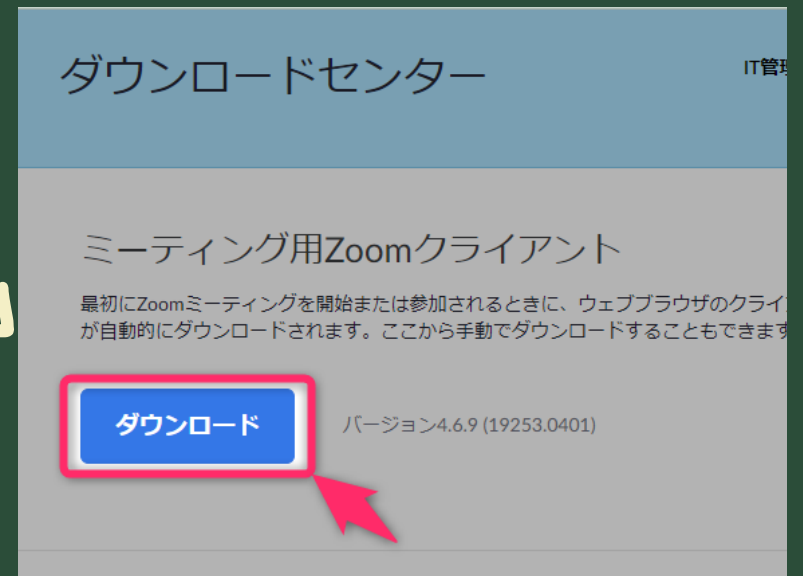 ダウンロードセンター
IT管理
ミーティング用Zoomクライアント
最初にZoomミーティングを開始または参加されるときに、ウェブブラウザのクライ
が自動的にダウンロードされます。ここから手動でダウンロードすることもできます
ダウンロード
バージョン4.6.9 (19253.0401)